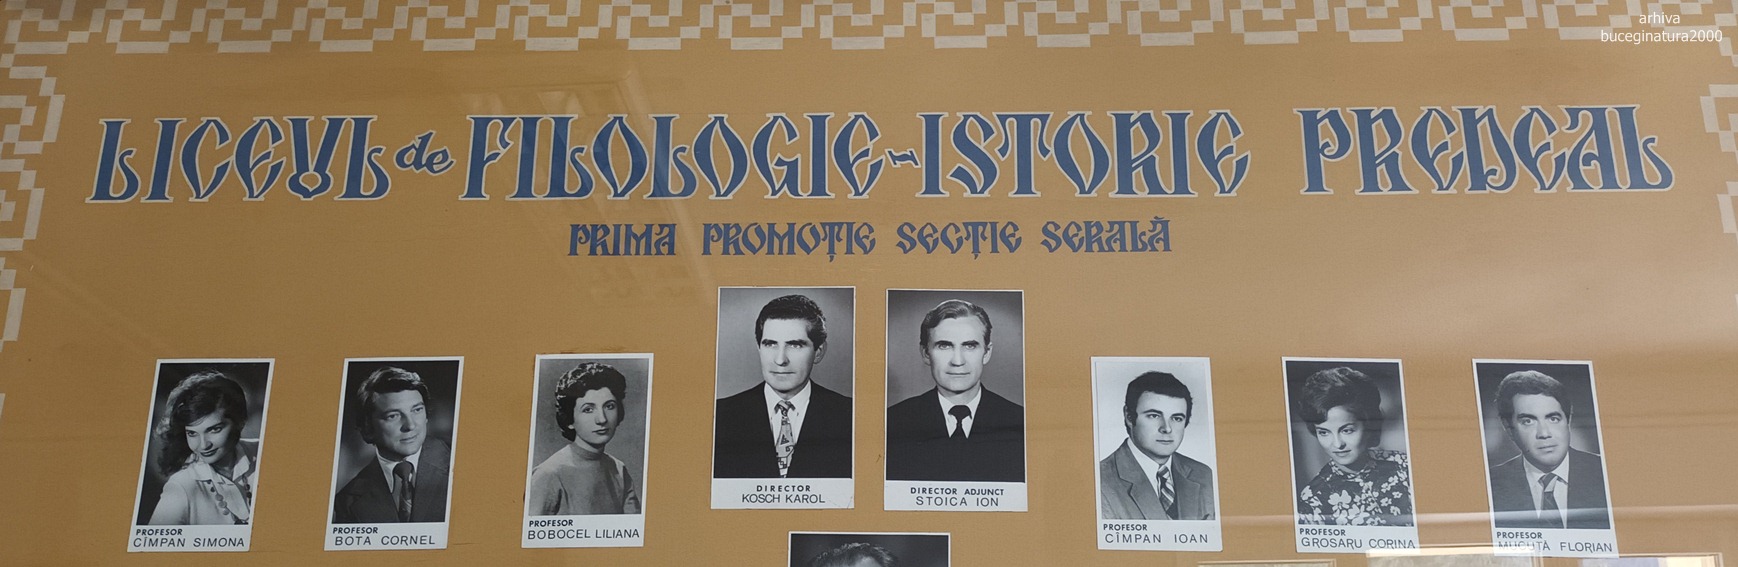 arhiva
buceginatura2000
LICEUL de FILOLOGIE-ISTORIE PREDEAL
PRIMA PROMOȚIE SECȚIE SERALĂ
DIRECTOR
KOSCH KAROL
DIRECTOR ADJUNCT
STOICA ION
PROFESOR
CÎMPAN SIMONA
PROFESOR
BOTA CORNEL
PROFESOR
BOBOCEL LILIANA
PROFESOR
CÎMPAN IOAN
PROFESOR
GROSARU CORINA
PROFESOR
MUCUȚĂ FLORIAN